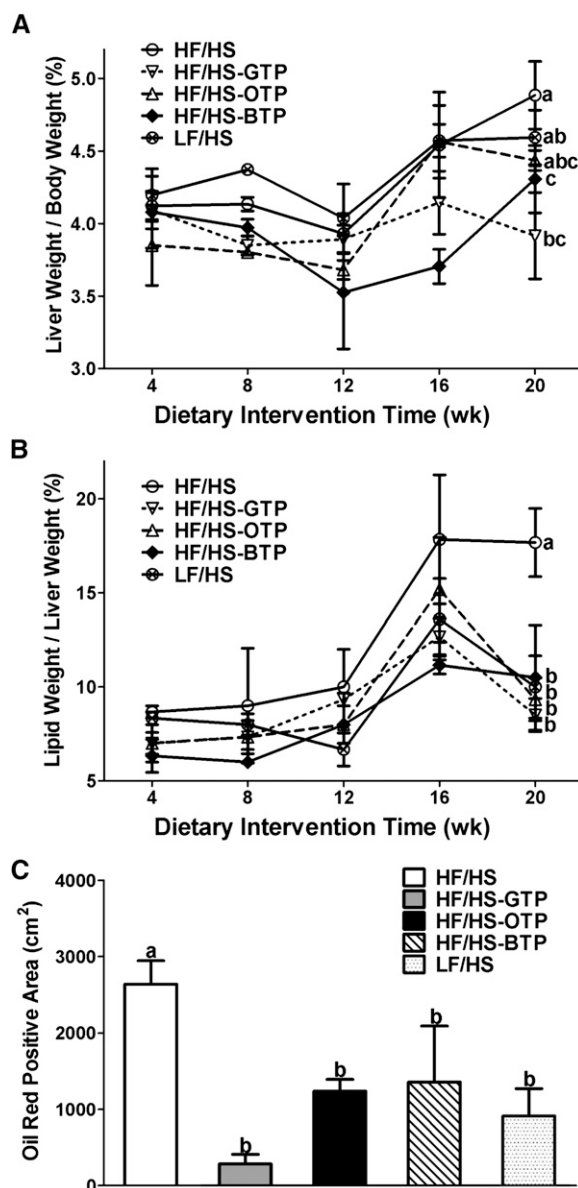 A
HF/HS
HF/HS-GTP
HF/HS-OTP
HF/HS-BTP
LF/HS
Liver Weight / Body Weight (%)
5.0
4.5
4.0
3.5
3.0
a
ab
abc
c
bc
4 8 12 16 20
Dietary Intervention Time (wk)
B
HF/HS
HF/HS-GTP
HF/HS-OTP
HF/HS-BTP
LF/HS
Lipid Weight / Liver Weight (%)
20
15
10
5
a
b
b
b
b
4 8 12 16 20
Dietary Intervention Time (wk)
C
HF/HS
HF/HS-GTP
HF/HS-OTP
HF/HS-BTP
LF/HS
Oil Red Positive Area (cm²)
4000
3000
2000
1000
0
a
b
b
b
b